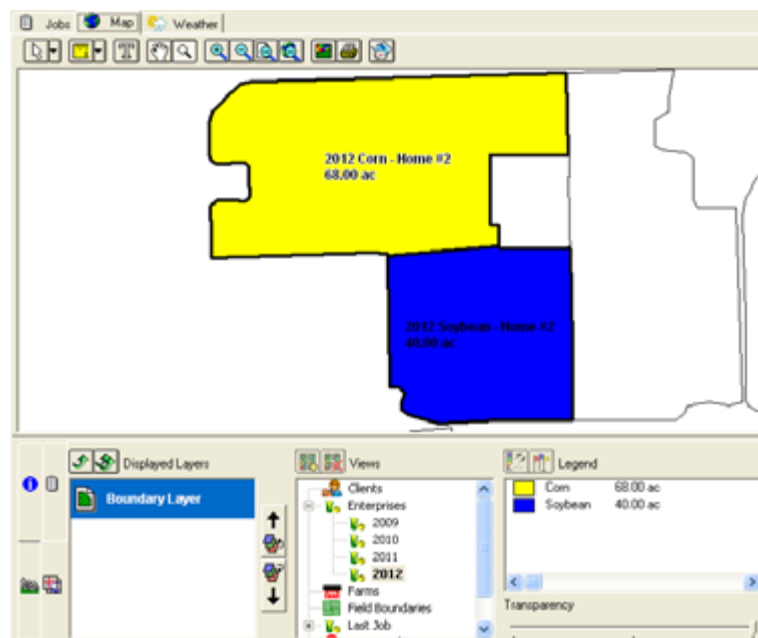 Jobs Map Weather
T
2012 Corn - Home #2
68.00 ac
2012 Soybean - Home #2
40.00 ac
Displayed Layers
Boundary Layer
Views
Clients
Enterprises
2009
2010
2011
2012
Farms
Field Boundaries
Last Job
Legend
Corn 68.00 ac
Soybean 40.00 ac
Transparency